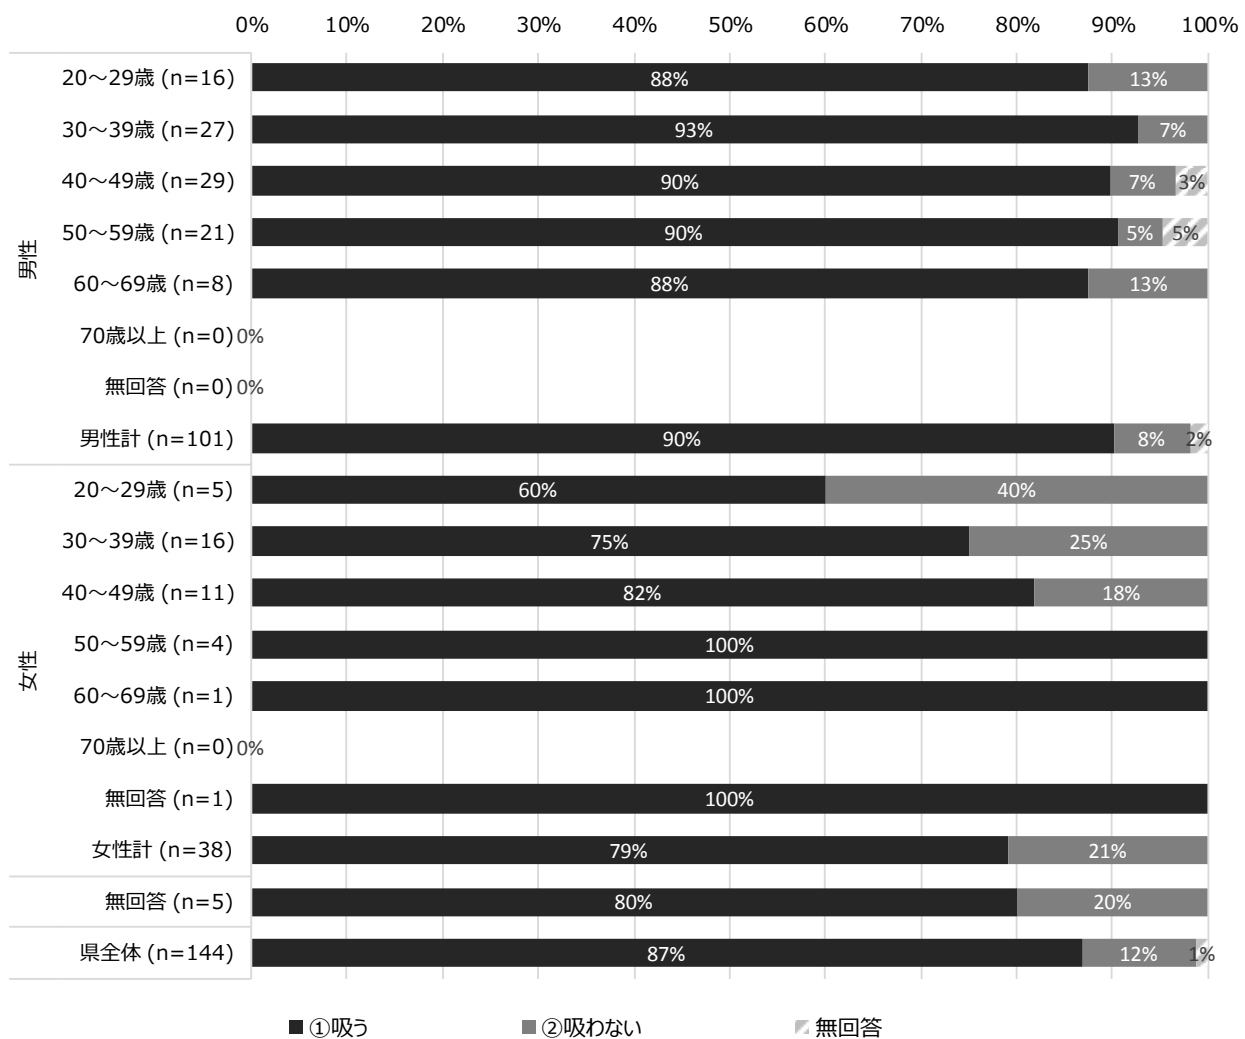 0% 10% 20% 30% 40% 50% 60% 70% 80% 90% 100%
男性
20～29歳 (n=16) 88% 13%
30～39歳 (n=27) 93% 7%
40～49歳 (n=29) 90% 7% 3%
50～59歳 (n=21) 90% 5% 5%
60～69歳 (n=8) 88% 13%
70歳以上 (n=0) 0%
無回答 (n=0) 0%
男性計 (n=101) 90% 8% 2%
女性
20～29歳 (n=5) 60% 40%
30～39歳 (n=16) 75% 25%
40～49歳 (n=11) 82% 18%
50～59歳 (n=4) 100%
60～69歳 (n=1) 100%
70歳以上 (n=0) 0%
無回答 (n=1) 100%
女性計 (n=38) 79% 21%
無回答 (n=5) 80% 20%
県全体 (n=144) 87% 12% 1%
①吸う ②吸わない 無回答